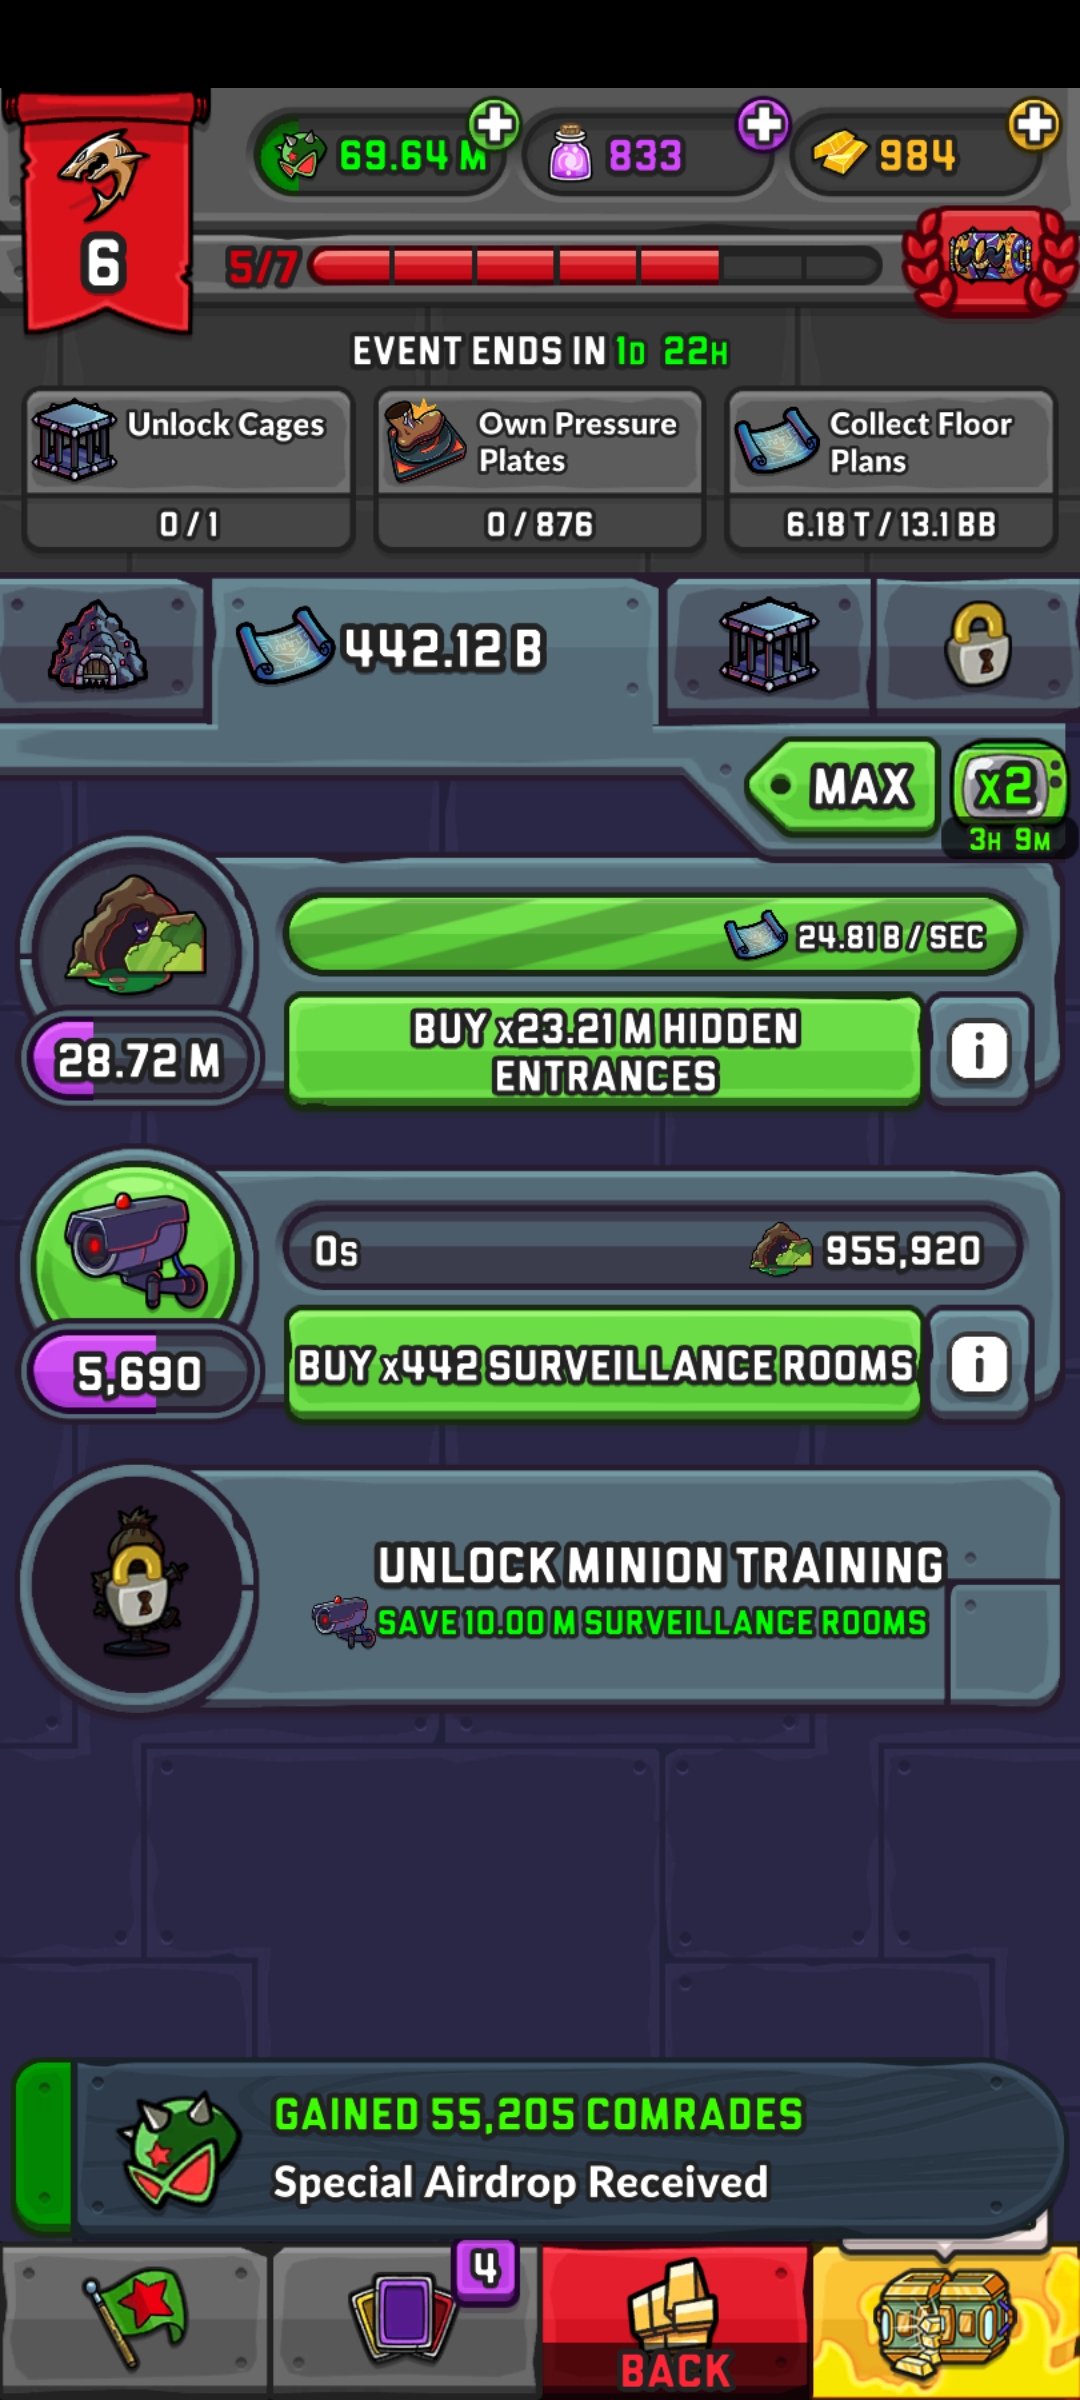 69.64 M
833
984
6
5/7
EVENT ENDS IN 1D 22H
Unlock Cages
0 / 1
Own Pressure
Plates
0 / 876
Collect Floor
Plans
6.18 T / 13.1 BB
442.12 B
MAX
x2
3H 9M
24.81 B / SEC
28.72 M
BUY x23.21 M HIDDEN
ENTRANCES
i
0s
955,920
5,690
BUY x442 SURVEILLANCE ROOMS
i
UNLOCK MINION TRAINING
SAVE 10.00 M SURVEILLANCE ROOMS
GAINED 55,205 COMRADES
Special Airdrop Received
4
BACK